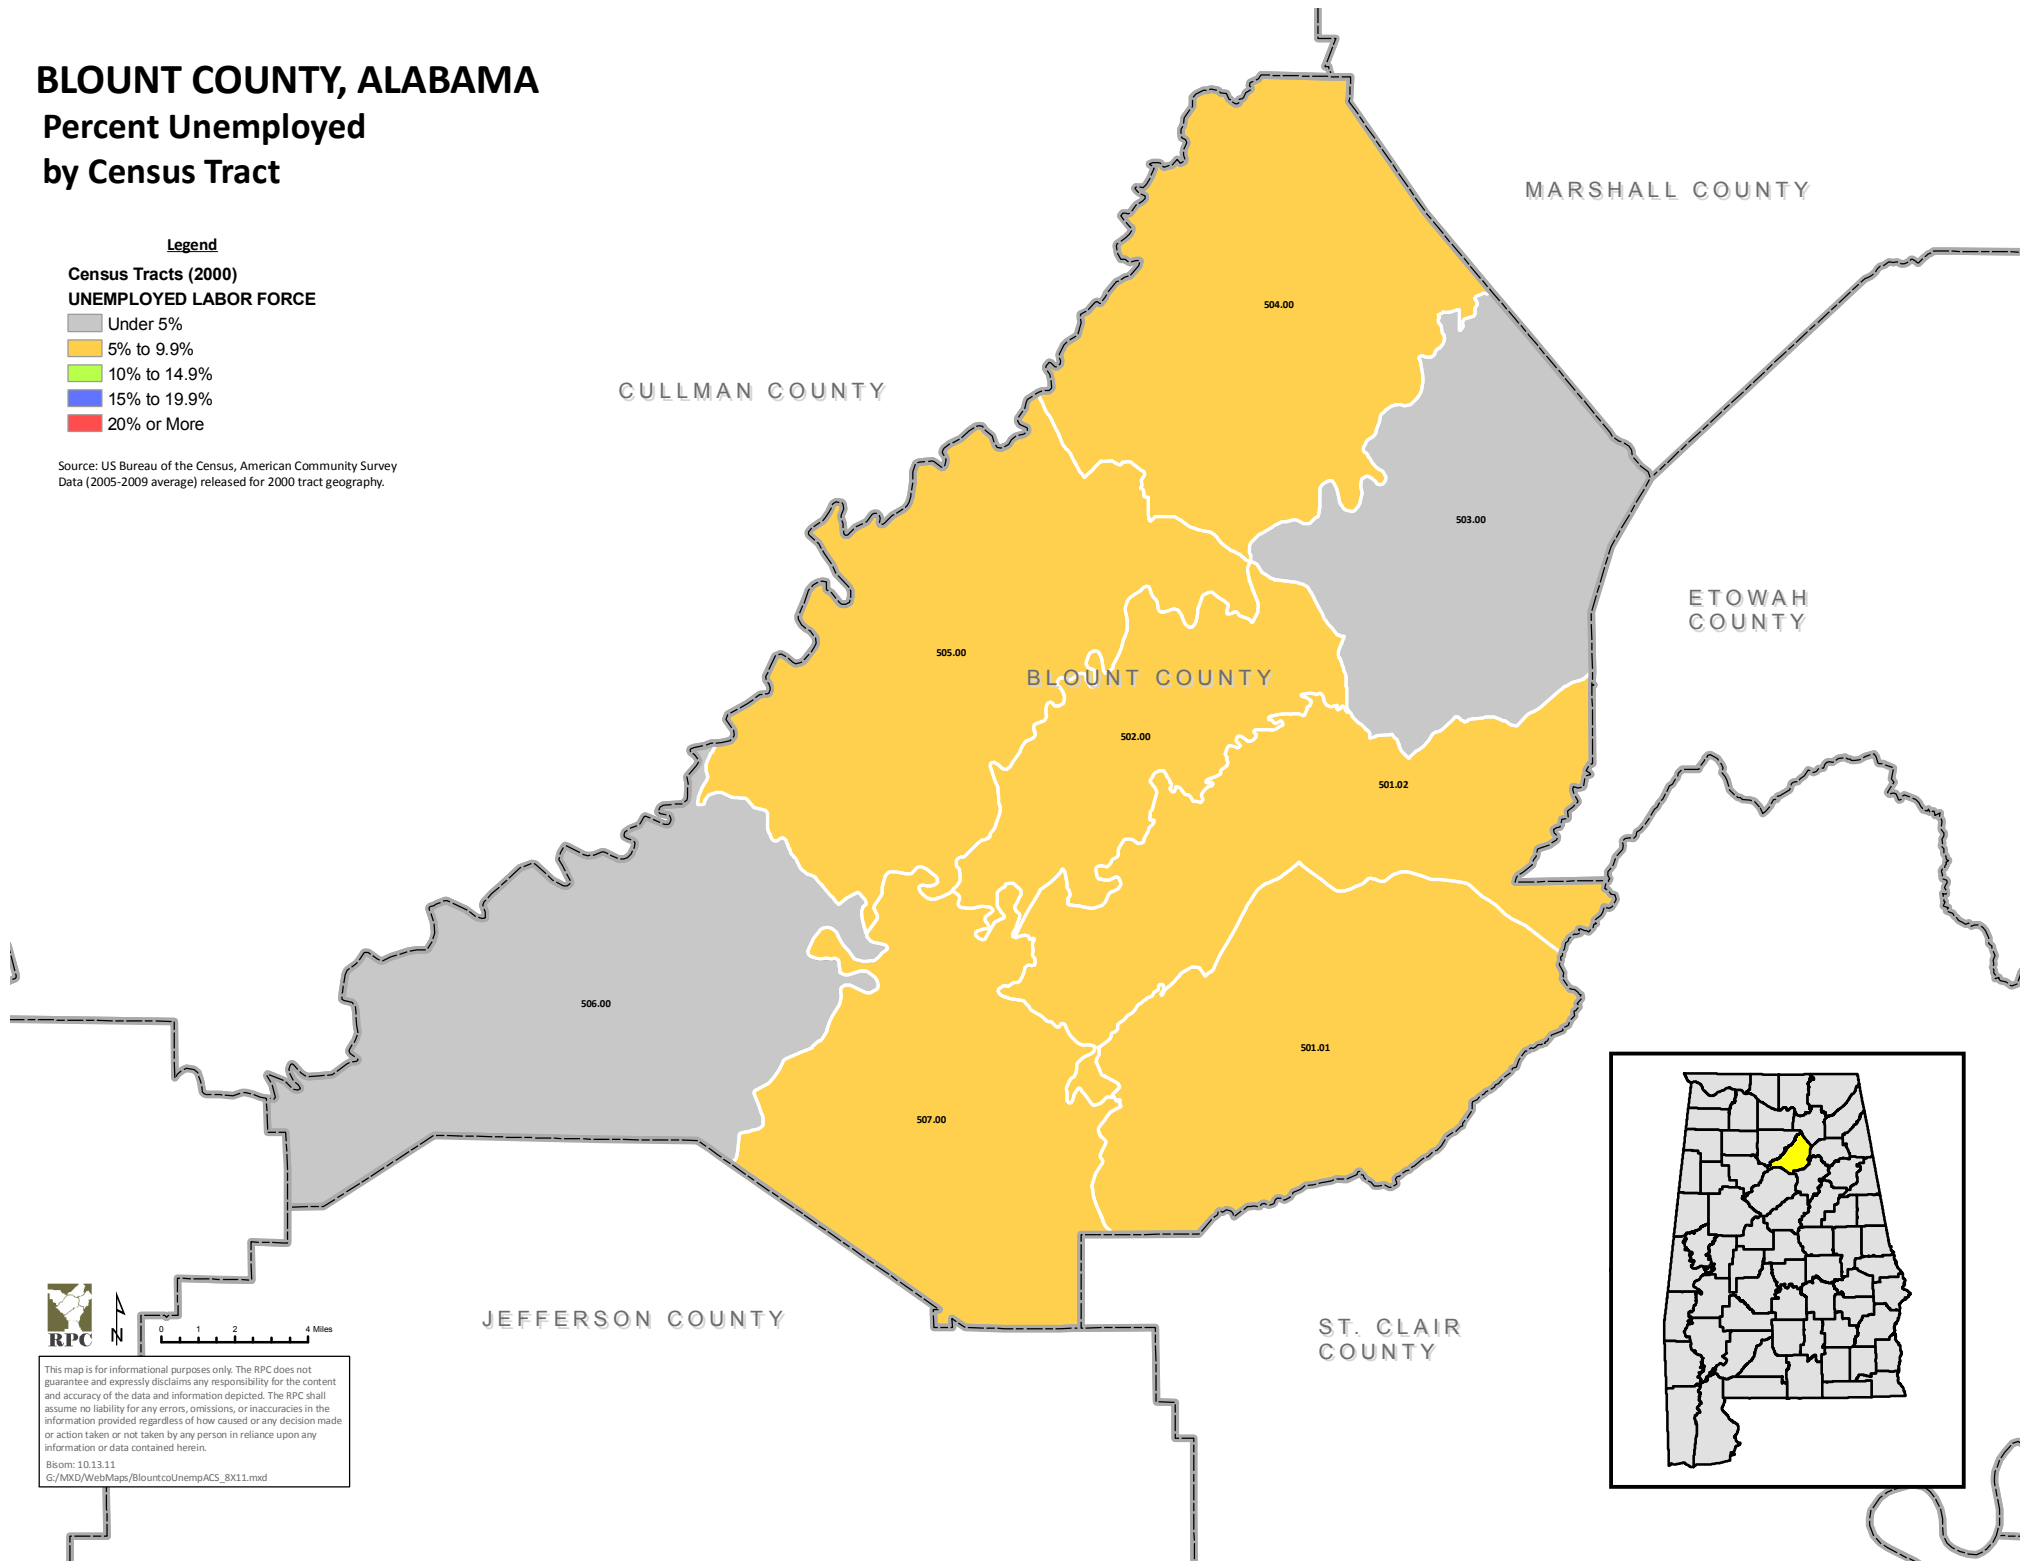 BLOUNT COUNTY, ALABAMA
Percent Unemployed
by Census Tract
Legend
Census Tracts (2000)
UNEMPLOYED LABOR FORCE
Under 5%
5% to 9.9%
10% to 14.9%
15% to 19.9%
20% or More
Source: US Bureau of the Census, American Community Survey
Data (2005-2009 average) released for 2000 tract geography.
MARSHALL COUNTY
504.00
CULLMAN COUNTY
503.00
ETOWAH
COUNTY
505.00
BLOUNT COUNTY
502.00
501.02
506.00
501.01
507.00
JEFFERSON COUNTY
ST. CLAIR
COUNTY
RPC
N
0 1 2 4 Miles
This map is for informational purposes only. The RPC does not
guarantee and expressly disclaims any responsibility for the content
and accuracy of the data and information depicted. The RPC shall
assume no liability for any errors, omissions, or inaccuracies in the
information provided regardless of how caused or any decision made
or action taken or not taken by any person in reliance upon any
information or data contained herein.
Bisom: 10.13.11
G:/MXD/WebMaps/BlountcoUnempACS_8X11.mxd